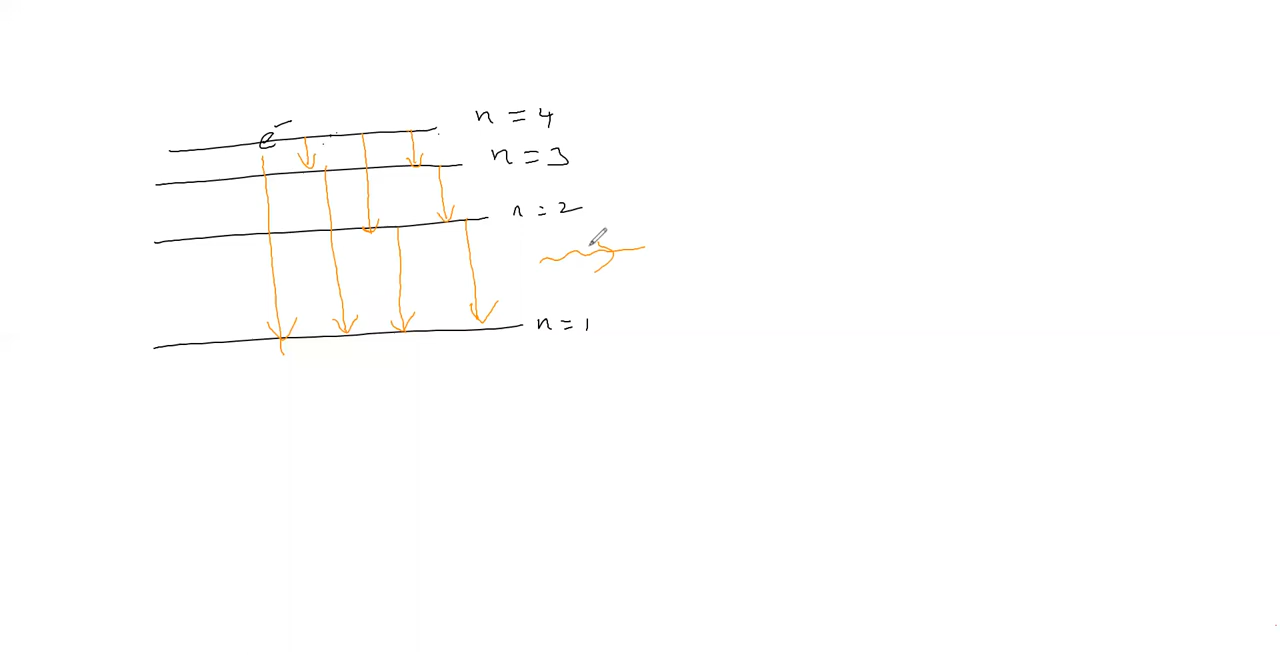 e⁻
n = 4
n = 3
n = 2
n = 1